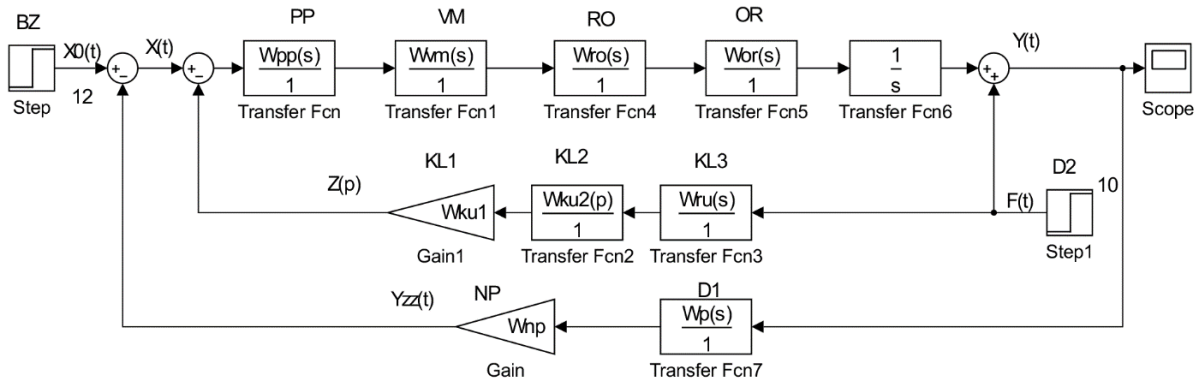 BZ
PP
VM
RO
OR
X0(t)
X(t)
Wpp(s)
1
Wvm(s)
1
Wro(s)
1
Wor(s)
1
1
s
Y(t)
Step
12
Transfer Fcn
Transfer Fcn1
Transfer Fcn4
Transfer Fcn5
Transfer Fcn6
Scope
KL1
KL2
KL3
D2
Z(p)
10
Wku1
Wku2(p)
1
Wru(s)
1
F(t)
Gain1
Transfer Fcn2
Transfer Fcn3
Step1
Yzz(t)
NP
D1
Wnp
Wp(s)
1
Gain
Transfer Fcn7